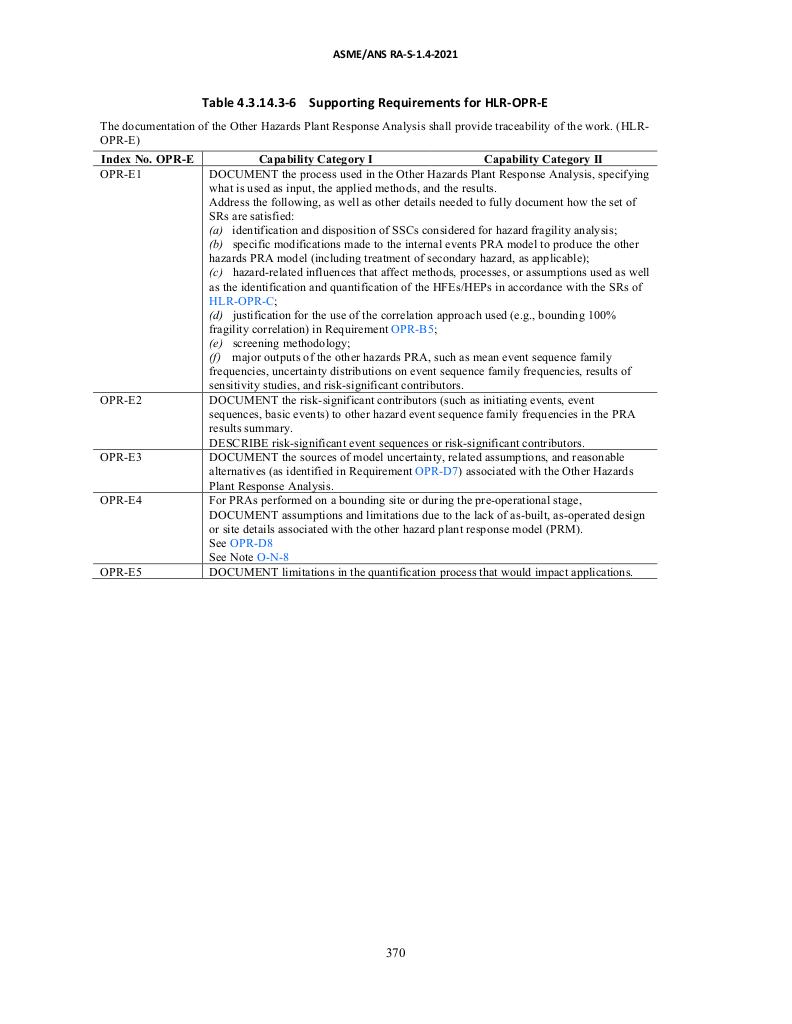 ASME/ANS RA-S-1.4-2021
Table 4.3.14.3-6 Supporting Requirements for HLR-OPR-E
The documentation of the Other Hazards Plant Response Analysis shall provide traceability of the work. (HLR-
OPR-E)
Index No. OPR-E Capability Category I Capability Category II
OPR-E1 DOCUMENT the process used in the Other Hazards Plant Response Analysis, specifying
what is used as input, the applied methods, and the results.
Address the following, as well as other details needed to fully document how the set of
SRs are satisfied:
(a) identification and disposition of SSCs considered for hazard fragility analysis;
(b) specific modifications made to the internal events PRA model to produce the other
hazards PRA model (including treatment of secondary hazard, as applicable);
(c) hazard-related influences that affect methods, processes, or assumptions used as well
as the identification and quantification of the HFEs/HEPs in accordance with the SRs of
HLR-OPR-C;
(d) justification for the use of the correlation approach used (e.g., bounding 100%
fragility correlation) in Requirement OPR-B5;
(e) screening methodology;
(f) major outputs of the other hazards PRA, such as mean event sequence family
frequencies, uncertainty distributions on event sequence family frequencies, results of
sensitivity studies, and risk-significant contributors.
OPR-E2 DOCUMENT the risk-significant contributors (such as initiating events, event
sequences, basic events) to other hazard event sequence family frequencies in the PRA
results summary.
DESCRIBE risk-significant event sequences or risk-significant contributors.
OPR-E3 DOCUMENT the sources of model uncertainty, related assumptions, and reasonable
alternatives (as identified in Requirement OPR-D7) associated with the Other Hazards
Plant Response Analysis.
OPR-E4 For PRAs performed on a bounding site or during the pre-operational stage,
DOCUMENT assumptions and limitations due to the lack of as-built, as-operated design
or site details associated with the other hazard plant response model (PRM).
See OPR-D8
See Note O-N-8
OPR-E5 DOCUMENT limitations in the quantification process that would impact applications.
370